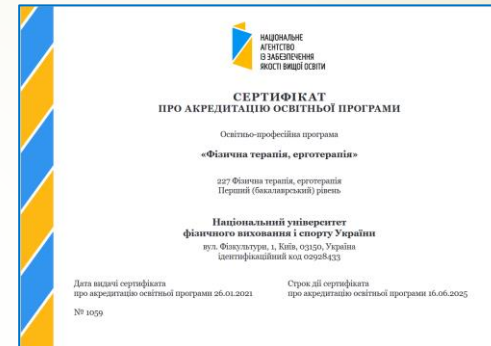 НАЦІОНАЛЬНЕ
АГЕНТСТВО
ІЗ ЗАБЕЗПЕЧЕННЯ
ЯКОСТІ ВИЩОЇ ОСВІТИ
СЕРТИФІКАТ
ПРО АКРЕДИТАЦІЮ ОСВІТНЬОЇ ПРОГРАМИ
Освітньо-професійна програма
«Фізична терапія, ерготерапія»
227 Фізична терапія, ерготерапія
Перший (бакалаврський) рівень
Національний університет
фізичного виховання і спорту України
вул. Фізкультури, 1, Київ, 03150, Україна
ідентифікаційний код 02928433
Дата видачі сертифіката
про акредитацію освітньої програми 26.01.2021
Строк дії сертифіката
про акредитацію освітньої програми 16.06.2025
№ 1059